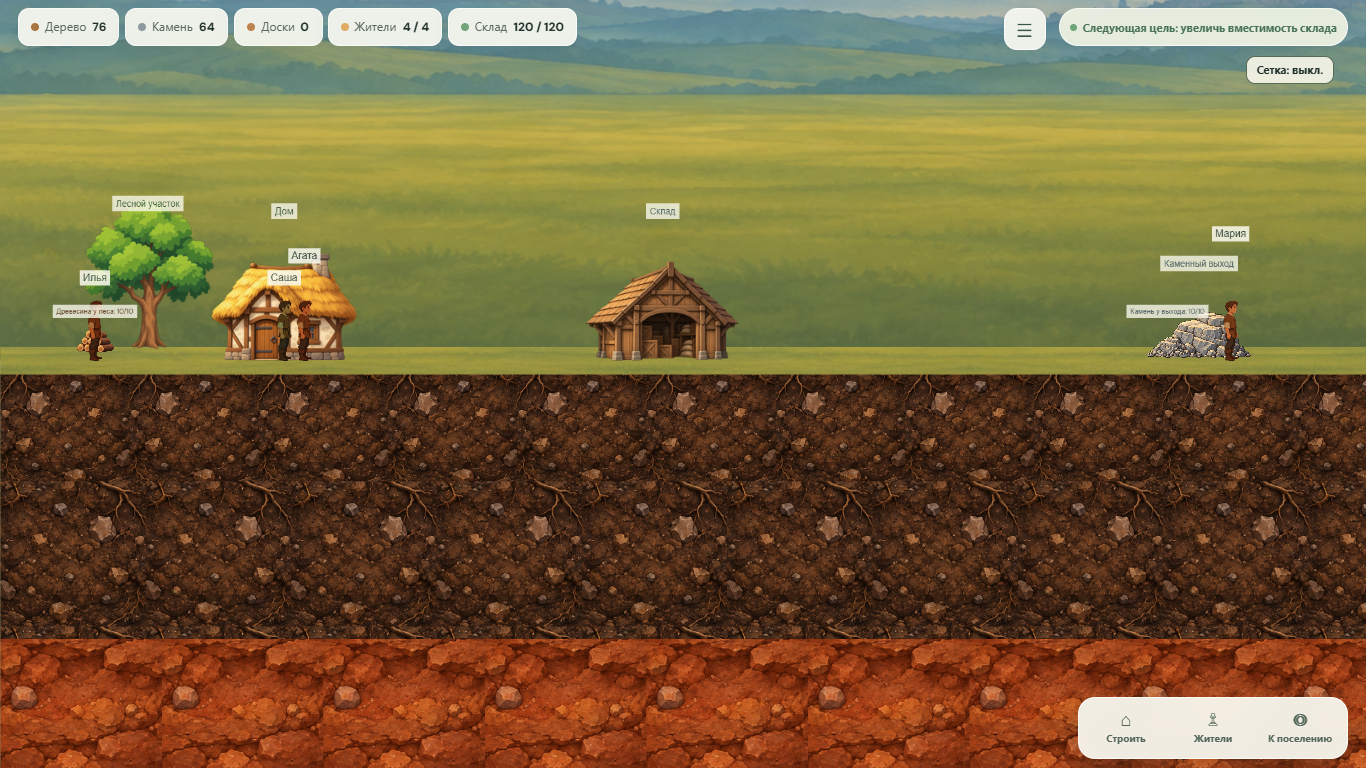 Дерево 76
Камень 64
Доски 0
Жители 4 / 4
Склад 120 / 120
Следующая цель: увеличь вместимость склада
Сетка: выкл.
Лесной участок
Дом
Склад
Мария
Агата
Каменный выход
Илья
Саша
Древесина у леса: 10/10
Камень у выхода: 10/10
Строить
Жители
К поселению